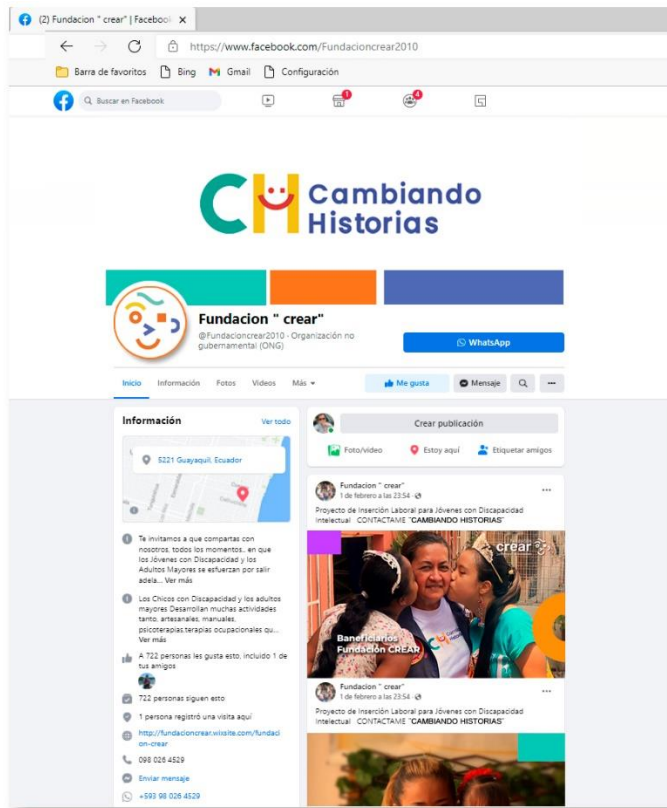 (2) Fundacion " crear" | Facebook
https://www.facebook.com/Fundacioncrear2010
Barra de favoritos Bing Gmail Configuración
Buscar en Facebook 1 4
CH Cambiando
Historias
Fundacion " crear"
@Fundacioncrear2010 · Organización no
gubernamental (ONG)
WhatsApp
Inicio Información Fotos Videos Más Me gusta Mensaje
Información Ver todo
5221 Guayaquil, Ecuador
Te invitamos a que compartas con
nosotros, todos los momentos.. en que
los Jóvenes con Discapacidad y los
Adultos Mayores se esfuerzan por salir
adela... Ver más
Los Chicos con Discapacidad y los adultos
mayores Desarrollan muchas actividades
tanto, artesanales, manuales,
psicoterapias,terapias ocupacionales qu...
Ver más
A 722 personas les gusta esto, incluido 1 de
tus amigos
722 personas siguen esto
1 persona registró una visita aquí
http://fundacioncrear.wixsite.com/fundaci
on-crear
098 026 4529
Enviar mensaje
+593 98 026 4529
Crear publicación
Foto/video Estoy aquí Etiquetar amigos
Fundacion " crear"
1 de febrero a las 23:54
Proyecto de Inserción Laboral para Jóvenes con Discapacidad
Intelectual CONTACTAME "CAMBIANDO HISTORIAS"
crear
Cambiando
Historias
Beneficiarios
Fundación CREAR
Fundacion " crear"
1 de febrero a las 23:54
Proyecto de Inserción Laboral para Jóvenes con Discapacidad
Intelectual CONTACTAME "CAMBIANDO HISTORIAS"